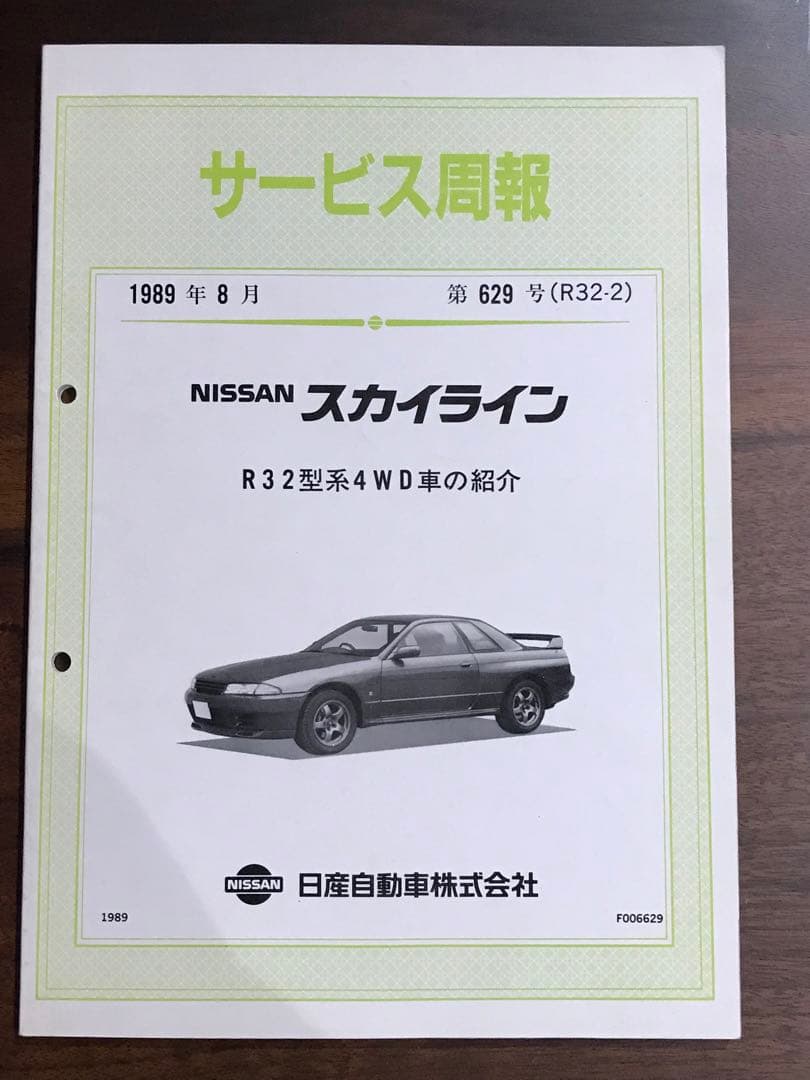 サービス周報
1989 年 8 月 第 629 号(R32-2)
NISSAN スカイライン
R32型系4WD車の紹介
NISSAN 日産自動車株式会社
1989 F006629